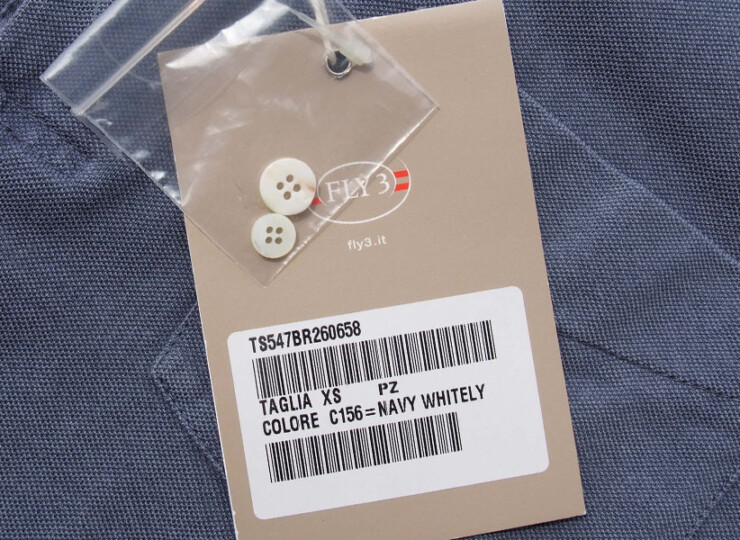 FLY 3
fly3.it
TS547BR260658
TAGLIA XS PZ
COLORE C156=NAVY WHITELY